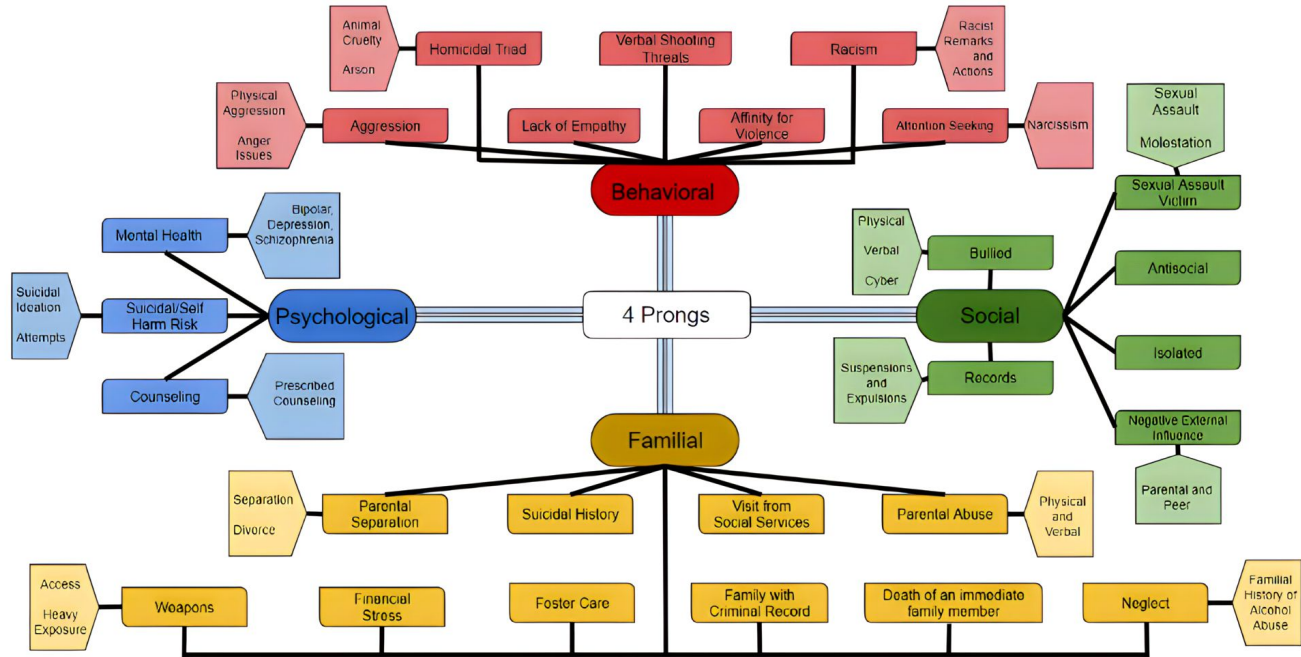 Animal
Cruelty
Arson
Homicidal Triad
Verbal Shooting
Threats
Racism
Racist
Remarks
and
Actions
Physical
Aggression
Anger
Issues
Aggression
Lack of Empathy
Affinity for
Violence
Attention Seeking
Narcissism
Sexual
Assault
Molestation
Behavioral
Sexual Assault
Victim
Mental Health
Bipolar,
Depression,
Schizophrenia
Physical
Verbal
Cyber
Bullied
Antisocial
Suicidal
Ideation
Attempts
Suicidal/Self
Harm Risk
Psychological
4 Prongs
Social
Isolated
Counseling
Prescribed
Counseling
Suspensions
and
Expulsions
Records
Negative External
Influence
Parental and
Peer
Familial
Separation
Divorce
Parental
Separation
Suicidal History
Visit from
Social Services
Parental Abuse
Physical
and
Verbal
Access
Heavy
Exposure
Weapons
Financial
Stress
Foster Care
Family with
Criminal Record
Death of an immediate
family member
Neglect
Familial
History of
Alcohol
Abuse